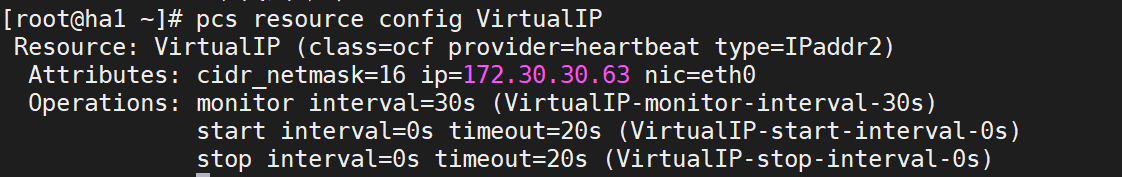 [root@ha1 ~]# pcs resource config VirtualIP
Resource: VirtualIP (class=ocf provider=heartbeat type=IPaddr2)
Attributes: cidr_netmask=16 ip=172.30.30.63 nic=eth0
Operations: monitor interval=30s (VirtualIP-monitor-interval-30s)
start interval=0s timeout=20s (VirtualIP-start-interval-0s)
stop interval=0s timeout=20s (VirtualIP-stop-interval-0s)